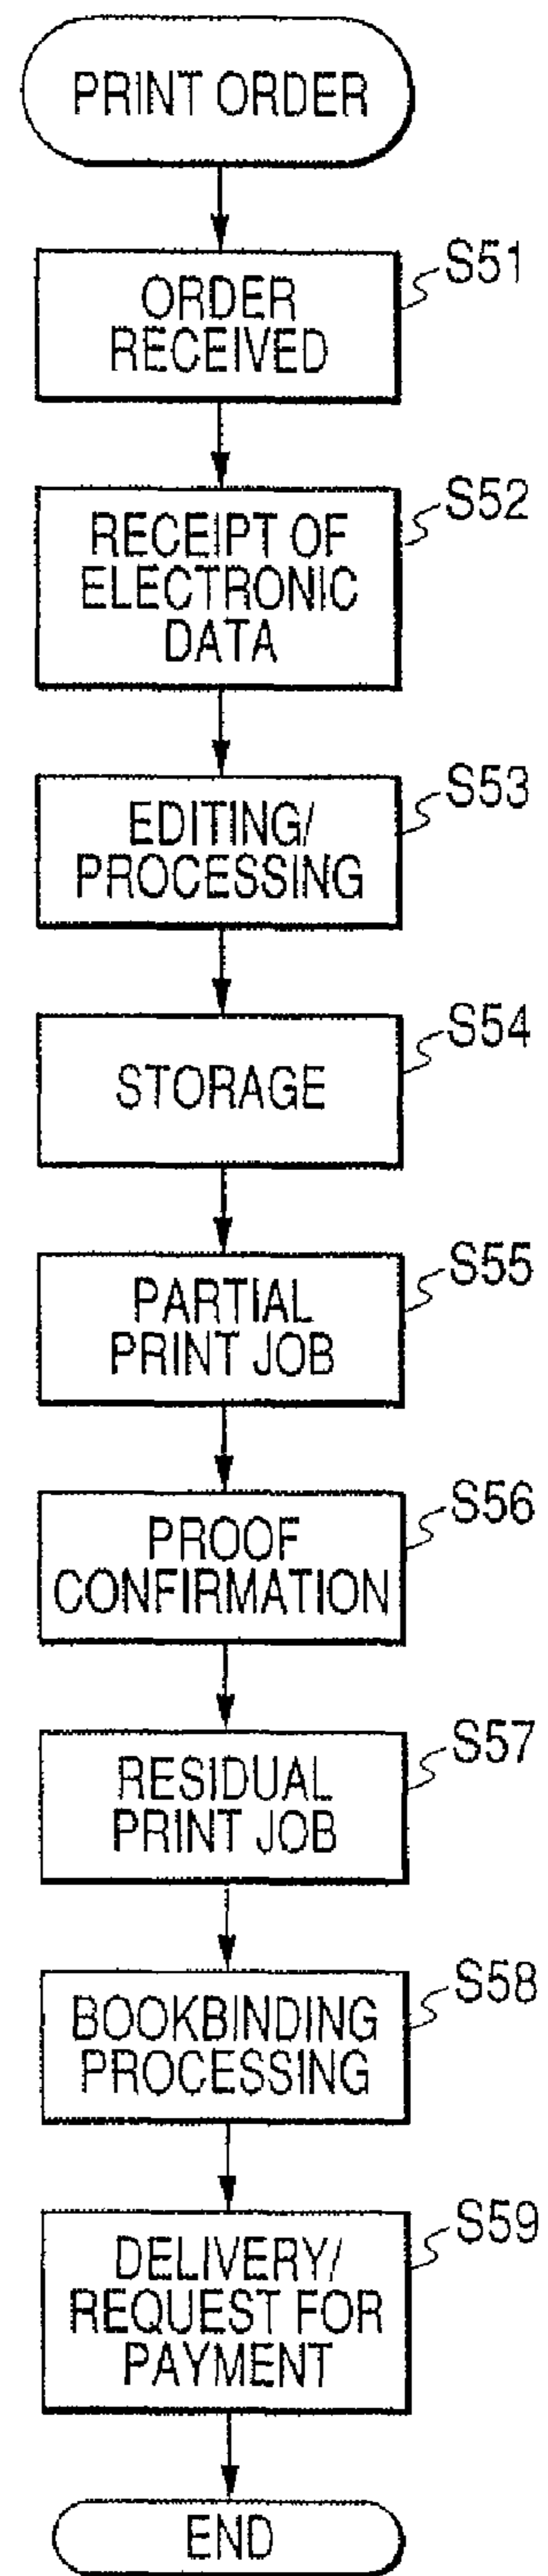 PRINT ORDER
S51
ORDER
RECEIVED
S52
RECEIPT OF
ELECTRONIC
DATA
S53
EDITING/
PROCESSING
S54
STORAGE
S55
PARTIAL
PRINT JOB
S56
PROOF
CONFIRMATION
S57
RESIDUAL
PRINT JOB
S58
BOOKBINDING
PROCESSING
S59
DELIVERY/
REQUEST FOR
PAYMENT
END